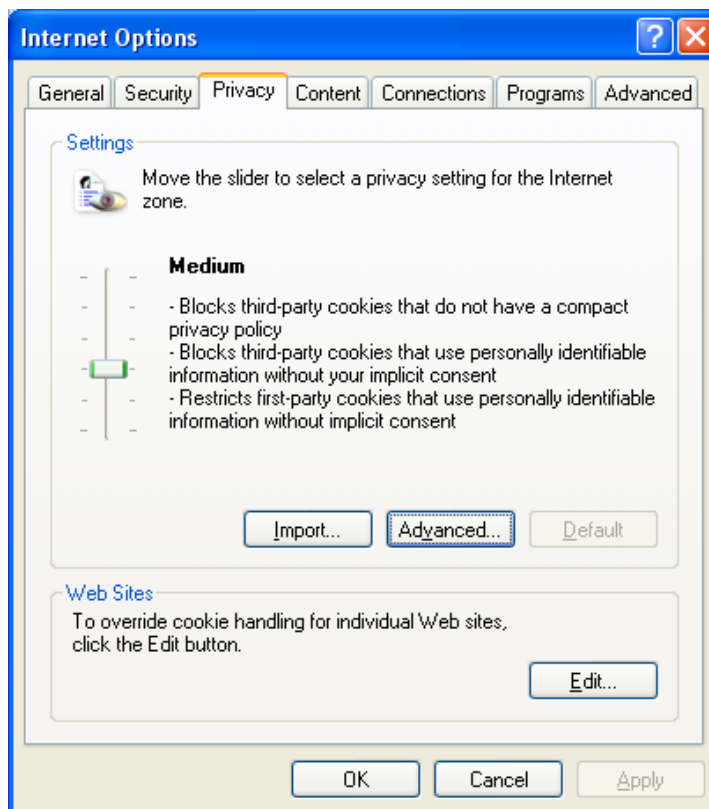 Internet Options
General Security Privacy Content Connections Programs Advanced
Settings
Move the slider to select a privacy setting for the Internet
zone.
Medium
- Blocks third-party cookies that do not have a compact
privacy policy
- Blocks third-party cookies that use personally identifiable
information without your implicit consent
- Restricts first-party cookies that use personally identifiable
information without implicit consent
Import... Advanced... Default
Web Sites
To override cookie handling for individual Web sites,
click the Edit button.
Edit...
OK Cancel Apply